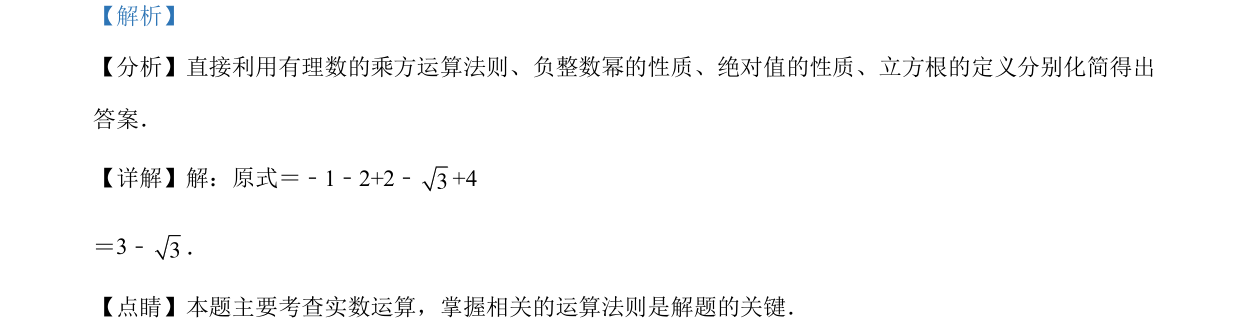 【解析】
【分析】直接利用有理数的乘方运算法则、负整数幂的性质、绝对值的性质、立方根的定义分别化简得出
答案．
【详解】解：原式＝﹣1﹣2+2﹣√3+4
＝3﹣√3．
【点睛】本题主要考查实数运算，掌握相关的运算法则是解题的关键．